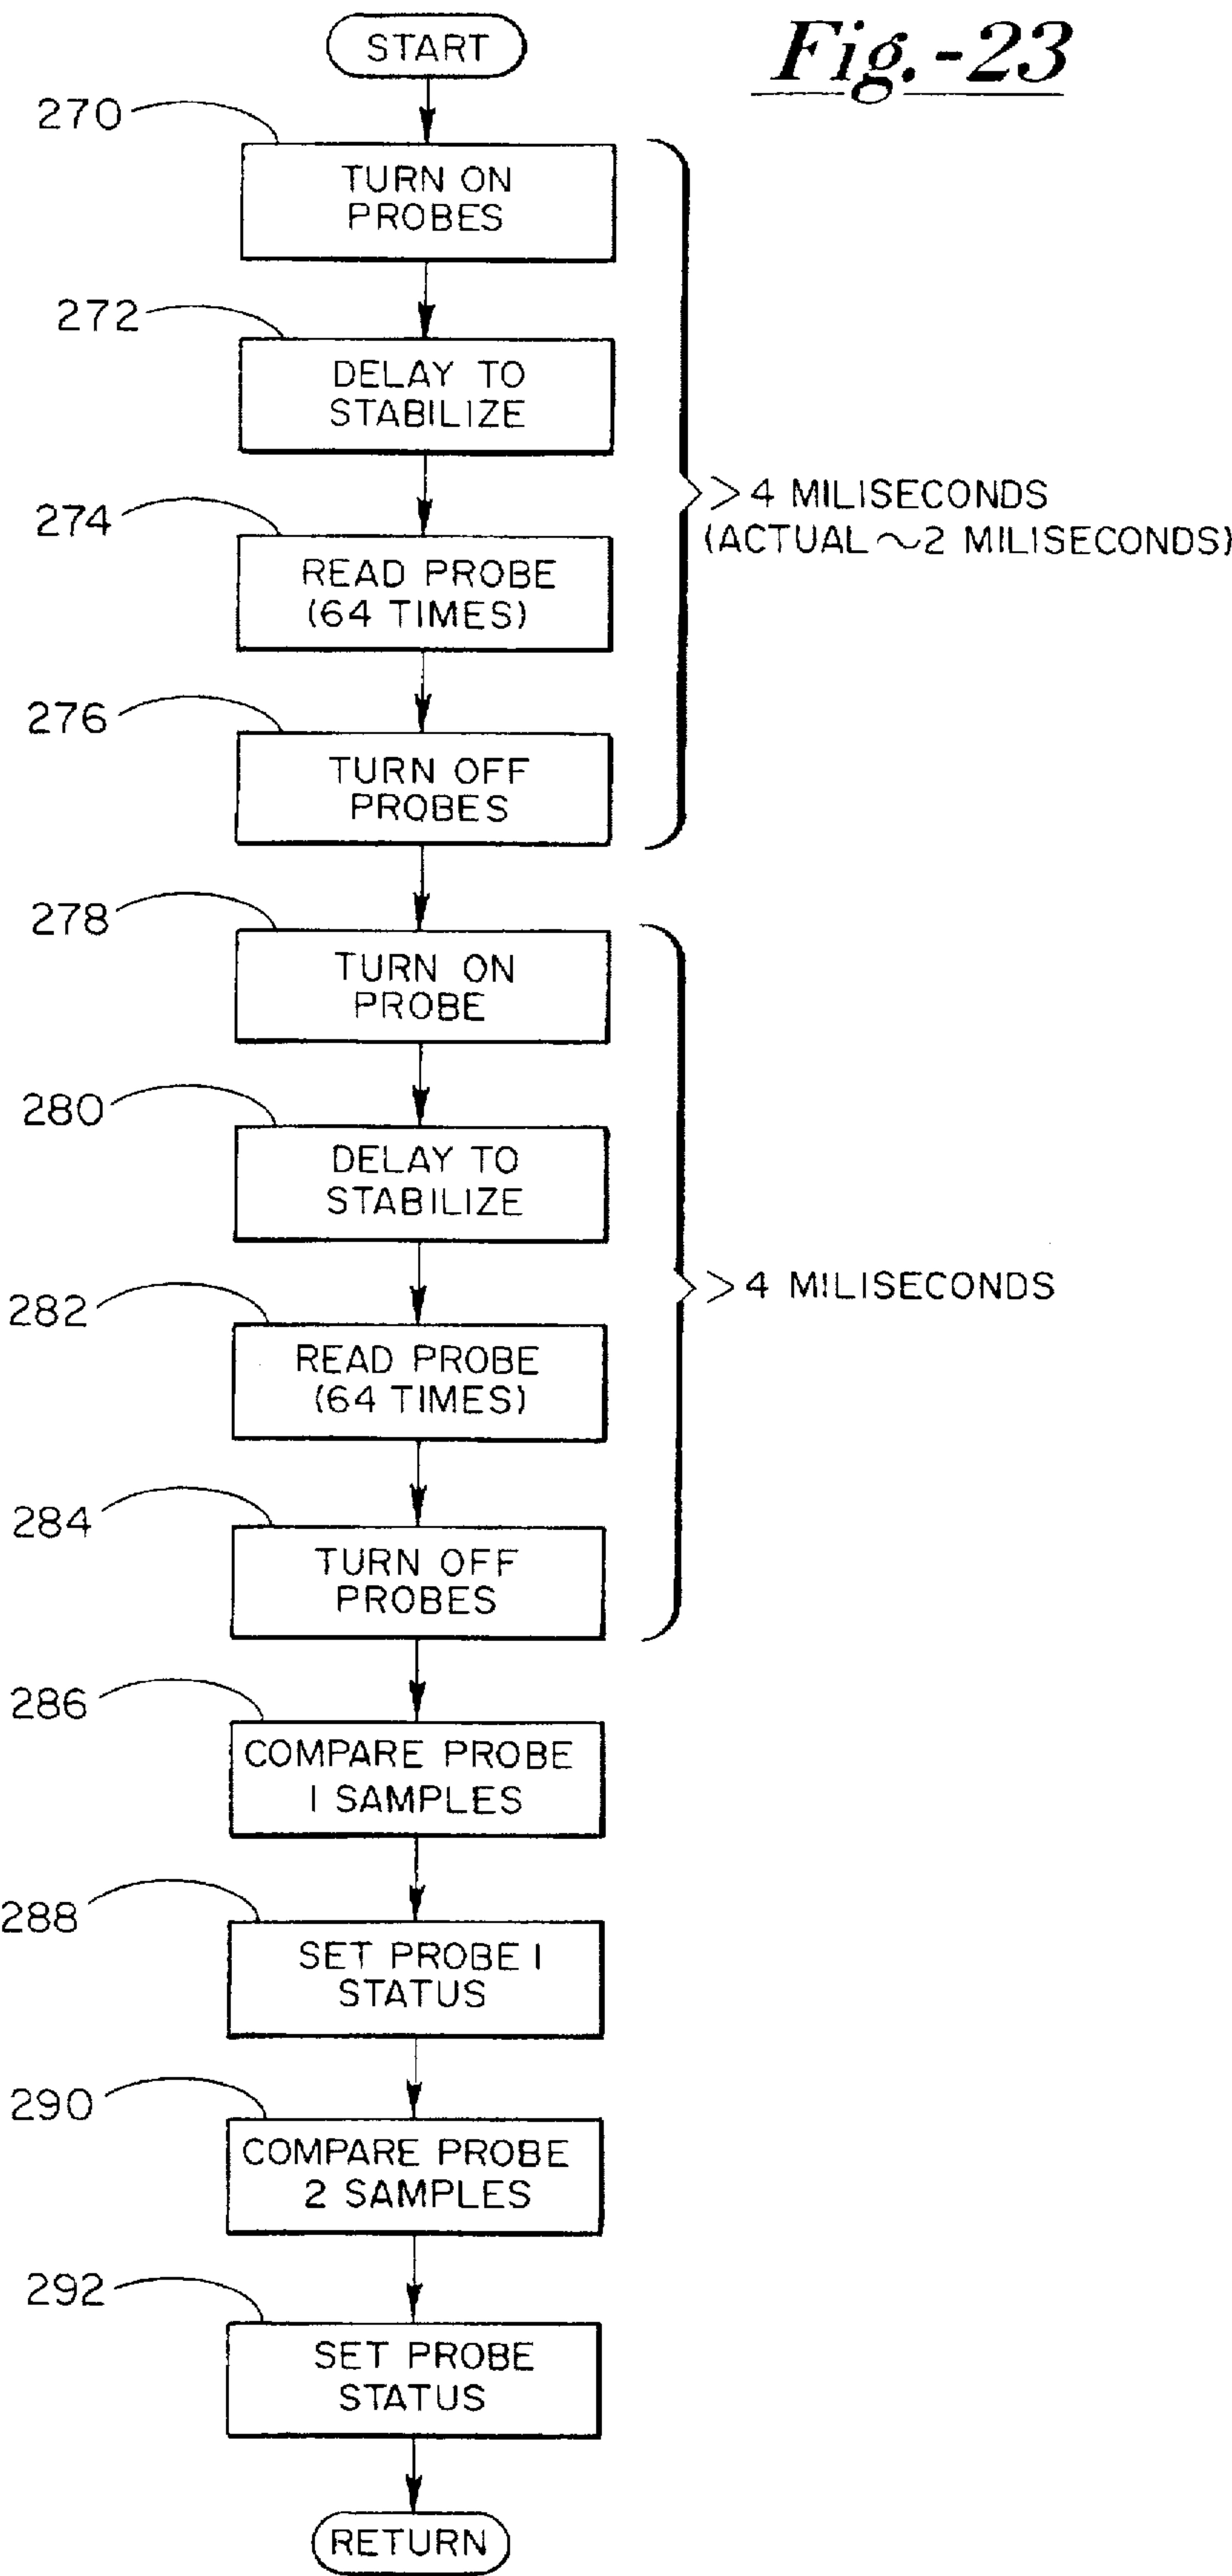 START
Fig.-23
270
TURN ON
PROBES
272
DELAY TO
STABILIZE
274
READ PROBE
(64 TIMES)
276
TURN OFF
PROBES
> 4 MILISECONDS
(ACTUAL ~2 MILISECONDS)
278
TURN ON
PROBE
280
DELAY TO
STABILIZE
282
READ PROBE
(64 TIMES)
284
TURN OFF
PROBES
> 4 MILISECONDS
286
COMPARE PROBE
1 SAMPLES
288
SET PROBE 1
STATUS
290
COMPARE PROBE
2 SAMPLES
292
SET PROBE
STATUS
RETURN